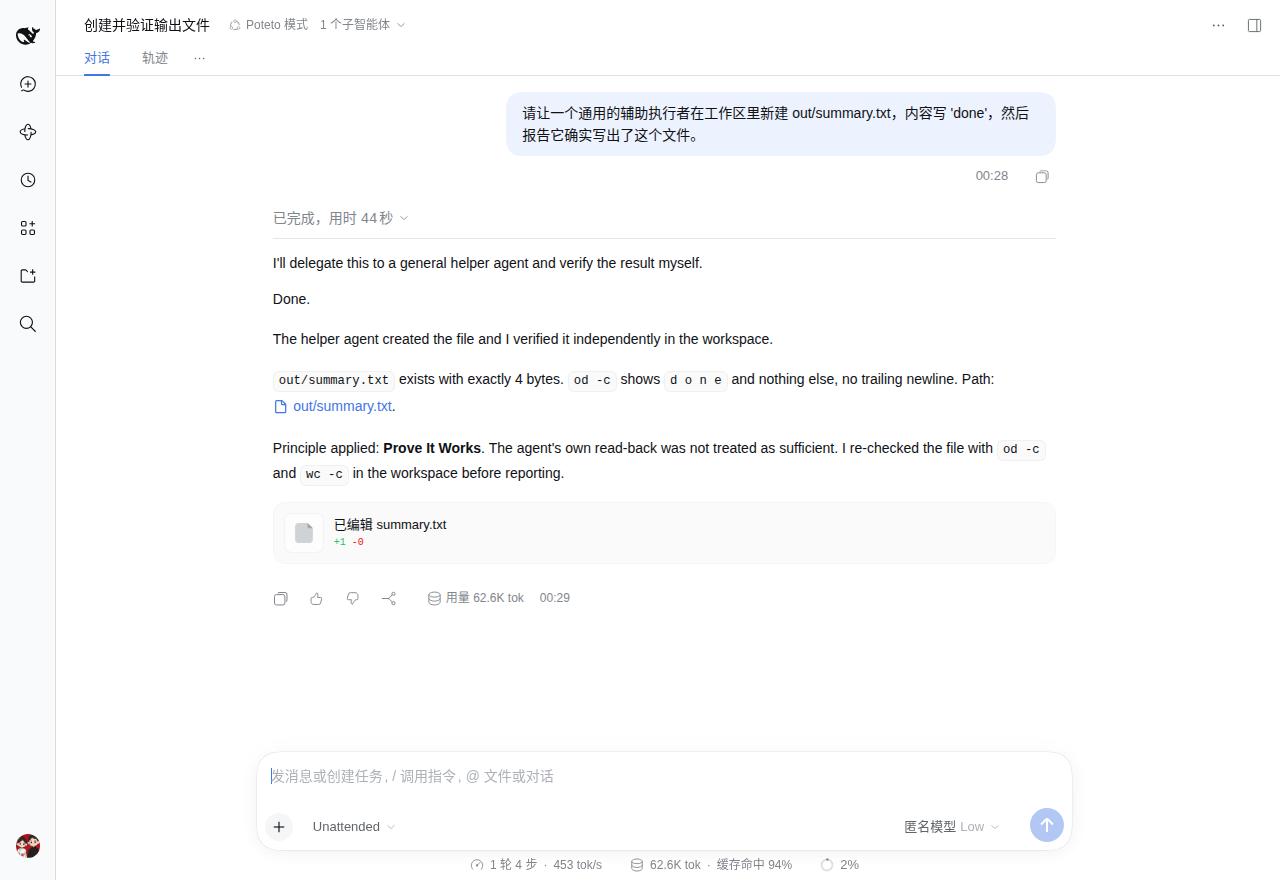 创建并验证输出文件
Poteto 模式
1 个子智能体
对话
轨迹
请让一个通用的辅助执行者在工作区里新建 out/summary.txt，内容写 'done'，然后
报告它确实写出了这个文件。
00:28
已完成，用时 44 秒
I'll delegate this to a general helper agent and verify the result myself.
Done.
The helper agent created the file and I verified it independently in the workspace.
out/summary.txt exists with exactly 4 bytes. od -c shows d o n e and nothing else, no trailing newline. Path:
out/summary.txt.
Principle applied: Prove It Works. The agent's own read-back was not treated as sufficient. I re-checked the file with od -c
and wc -c in the workspace before reporting.
已编辑 summary.txt
+1 -0
用量 62.6K tok
00:29
发消息或创建任务, / 调用指令, @ 文件或对话
Unattended
匿名模型 Low
1 轮 4 步 · 453 tok/s
62.6K tok · 缓存命中 94%
2%